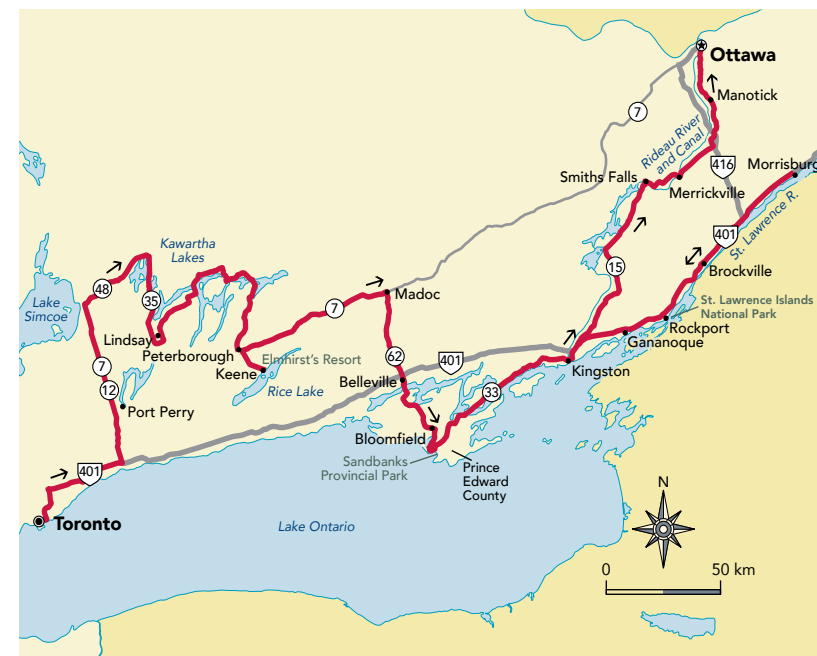 Ottawa
Manotick
7
Rideau River
and Canal
416
Morrisburg
Smiths Falls
Merrickville
401
St. Lawrence R.
Kawartha
Lakes
48
35
Lake
Simcoe
15
Brockville
St. Lawrence Islands
National Park
Madoc
7
Rockport
Gananoque
Lindsay
Peterborough
Elmhirst's Resort
Keene
Rice Lake
62
401
Kingston
7
12
Belleville
33
Port Perry
Bloomfield
Sandbanks
Provincial Park
Prince
Edward
County
401
Toronto
Lake Ontario
N
0
50 km